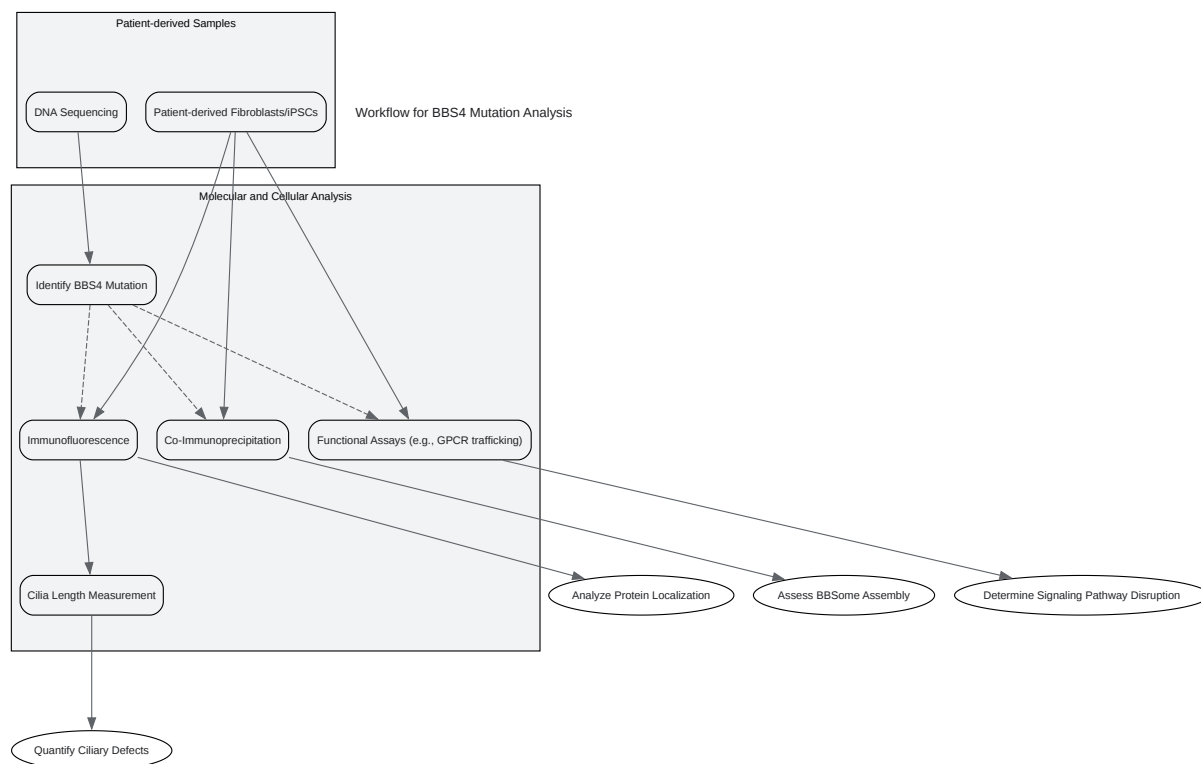 Patient-derived Samples
DNA Sequencing
Patient-derived Fibroblasts/iPSCs
Workflow for BBS4 Mutation Analysis
Molecular and Cellular Analysis
Identify BBS4 Mutation
Immunofluorescence
Co-Immunoprecipitation
Functional Assays (e.g., GPCR trafficking)
Cilia Length Measurement
Analyze Protein Localization
Assess BBSome Assembly
Determine Signaling Pathway Disruption
Quantify Ciliary Defects